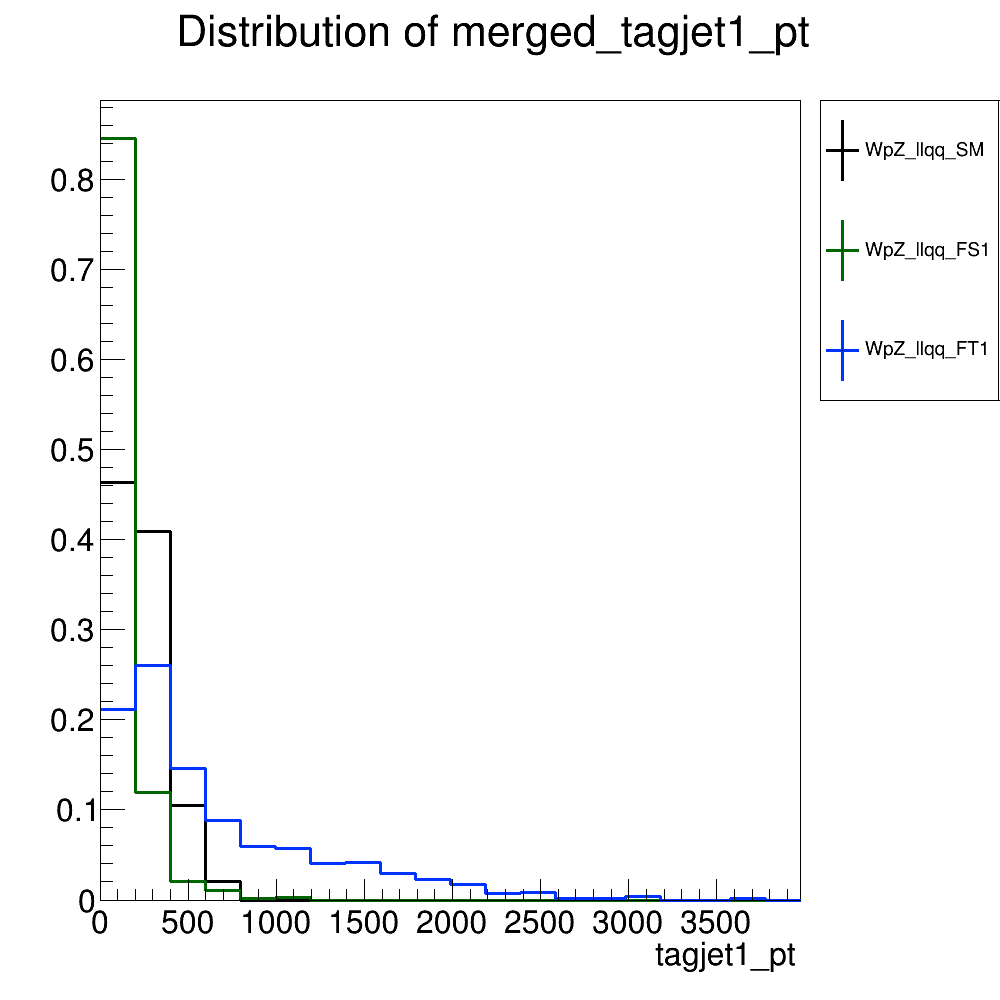 Distribution of merged_tagjet1_pt
WpZ_llqq_SM
WpZ_llqq_FS1
WpZ_llqq_FT1
0.8
0.7
0.6
0.5
0.4
0.3
0.2
0.1
0
0 500 1000 1500 2000 2500 3000 3500
tagjet1_pt